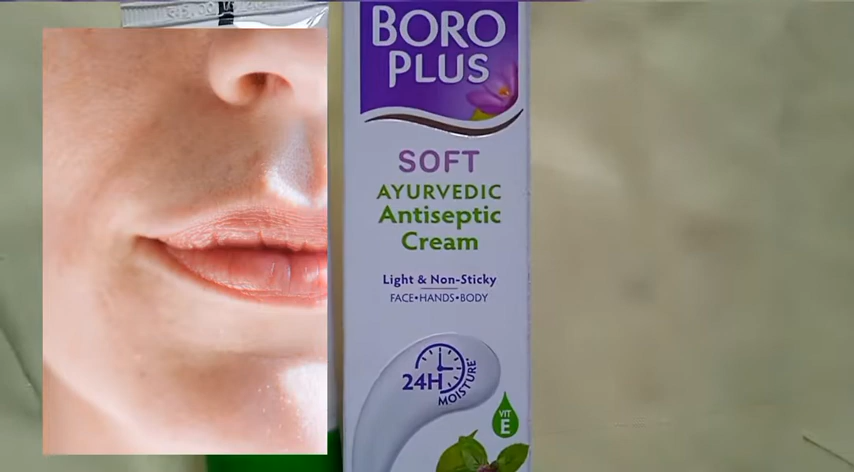 BORO
PLUS
SOFT
AYURVEDIC
Antiseptic
Cream
Light & Non-Sticky
FACE•HANDS•BODY
24H
MOISTURE*
VIT
E